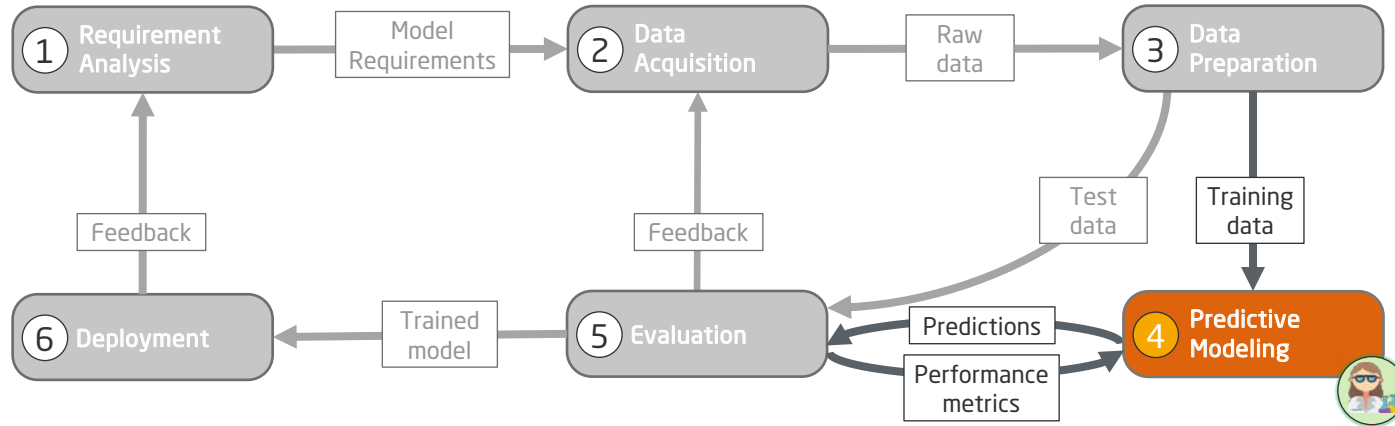 1
Requirement
Analysis
Model
Requirements
2
Data
Acquisition
Raw
data
3
Data
Preparation
Feedback
Feedback
Test
data
Training
data
6
Deployment
Trained
model
5
Evaluation
Predictions
Performance
metrics
4
Predictive
Modeling